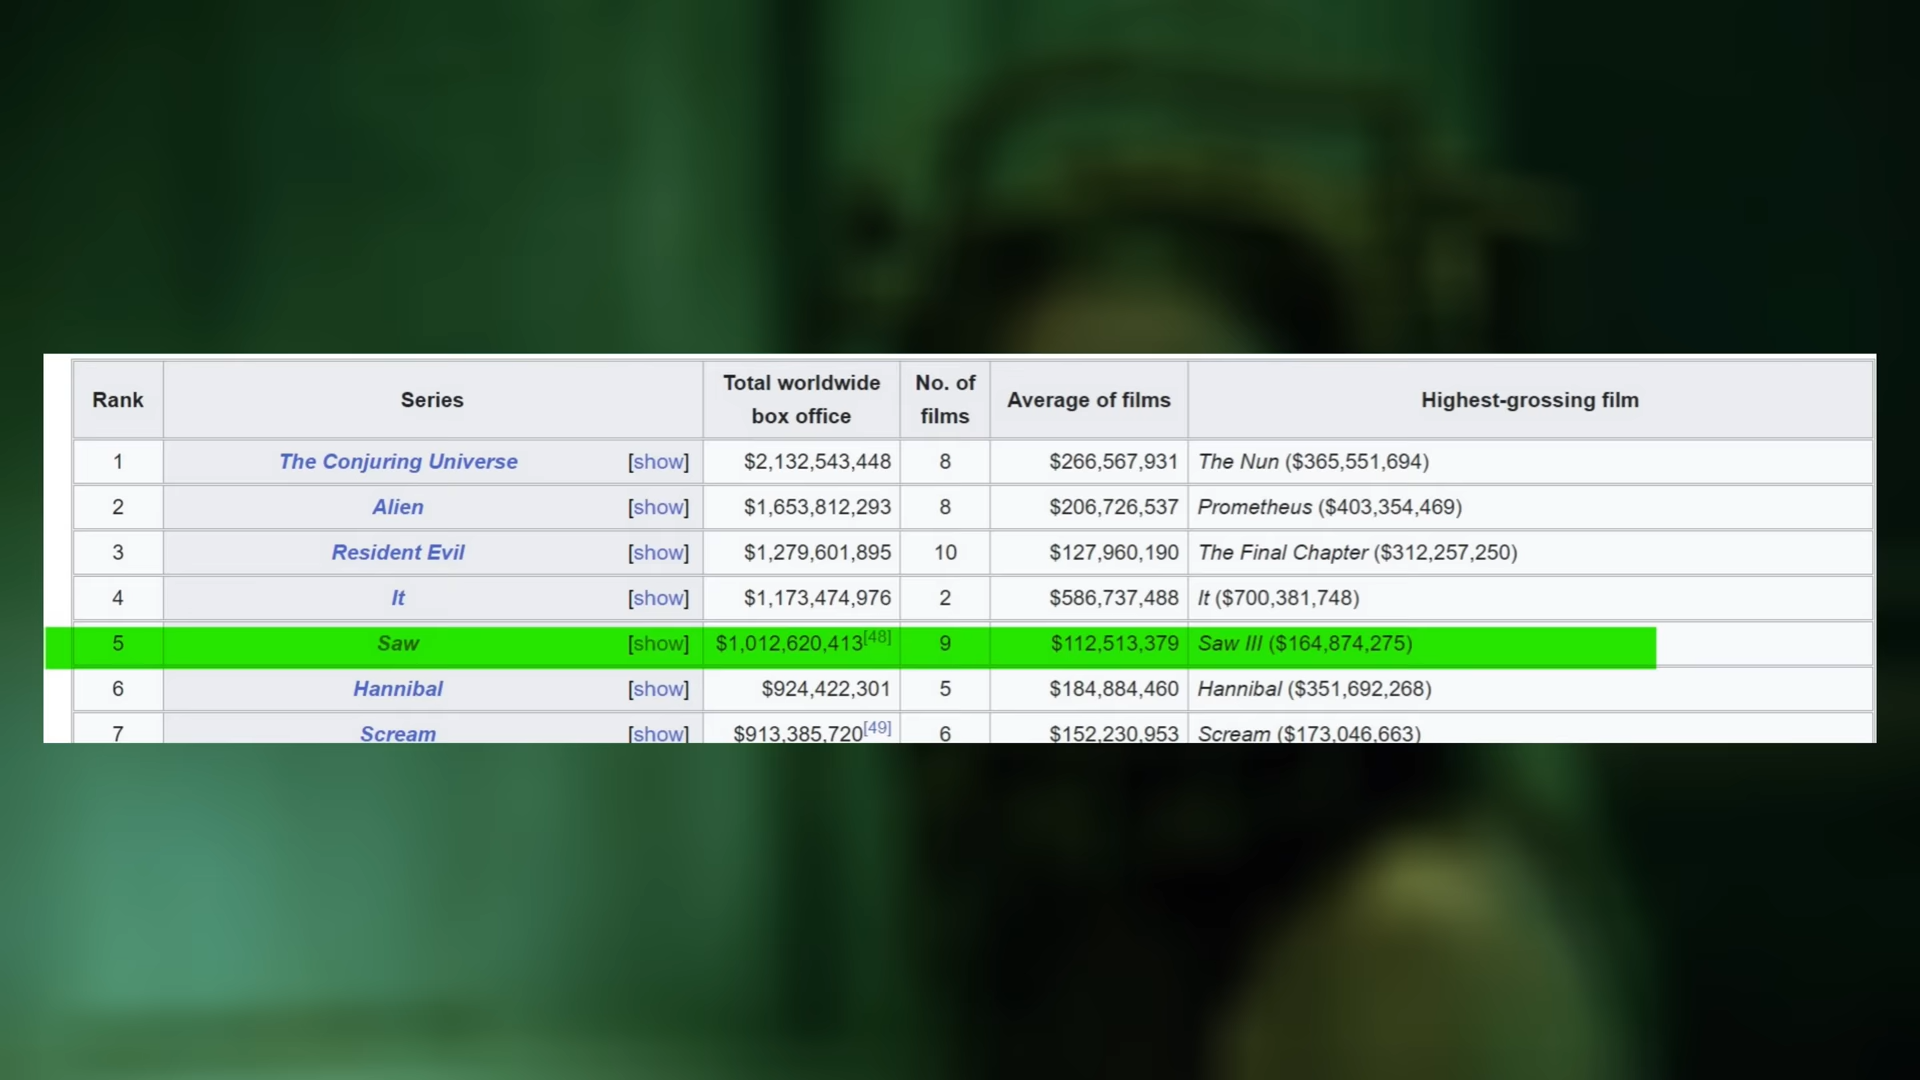 Rank Series Total worldwide box office No. of films Average of films Highest-grossing film
1 The Conjuring Universe [show] $2,132,543,448 8 $266,567,931 The Nun ($365,551,694)
2 Alien [show] $1,653,812,293 8 $206,726,537 Prometheus ($403,354,469)
3 Resident Evil [show] $1,279,601,895 10 $127,960,190 The Final Chapter ($312,257,250)
4 It [show] $1,173,474,976 2 $586,737,488 It ($700,381,748)
5 Saw [show] $1,012,620,413[48] 9 $112,513,379 Saw III ($164,874,275)
6 Hannibal [show] $924,422,301 5 $184,884,460 Hannibal ($351,692,268)
7 Scream [show] $913,385,720[49] 6 $152,230,953 Scream ($173,046,663)